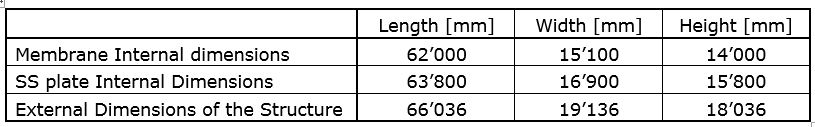 Length [mm] Width [mm] Height [mm]
Membrane Internal dimensions 62’000 15’100 14’000
SS plate Internal Dimensions 63’800 16’900 15’800
External Dimensions of the Structure 66’036 19’136 18’036